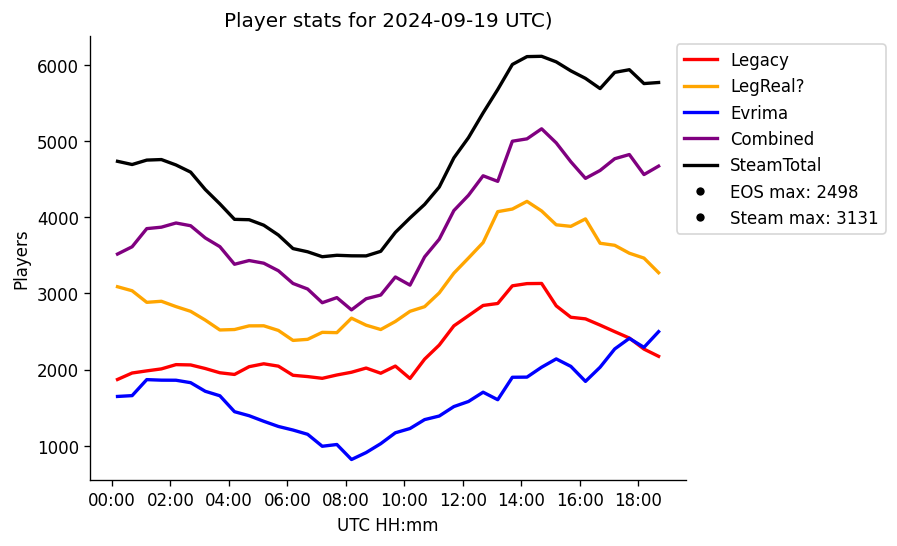 Player stats for 2024-09-19 UTC)
Players
6000
5000
4000
3000
2000
1000
00:00 02:00 04:00 06:00 08:00 10:00 12:00 14:00 16:00 18:00
UTC HH:mm
Legacy
LegReal?
Evrima
Combined
SteamTotal
EOS max: 2498
Steam max: 3131